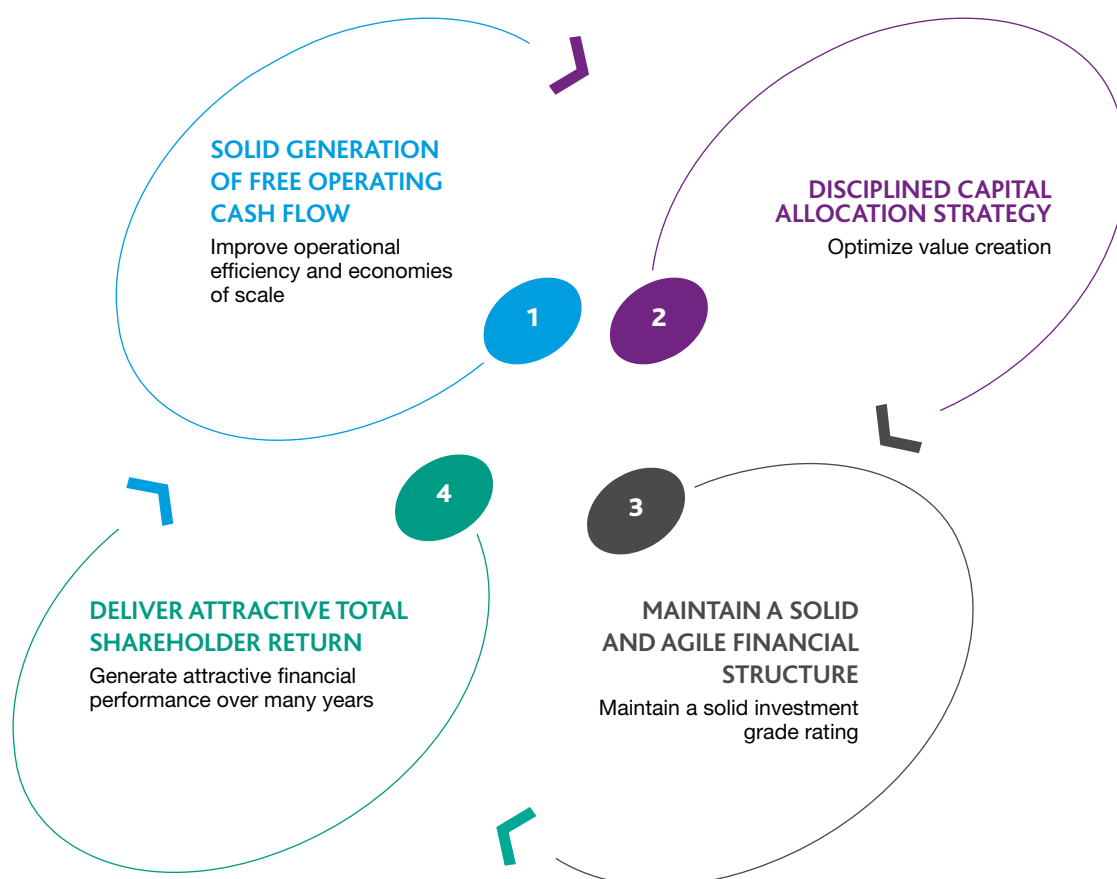 SOLID GENERATION
OF FREE OPERATING
CASH FLOW
Improve operational
efficiency and economies
of scale
1
DISCIPLINED CAPITAL
ALLOCATION STRATEGY
Optimize value creation
2
MAINTAIN A SOLID
AND AGILE FINANCIAL
STRUCTURE
Maintain a solid investment
grade rating
3
DELIVER ATTRACTIVE TOTAL
SHAREHOLDER RETURN
Generate attractive financial
performance over many years
4